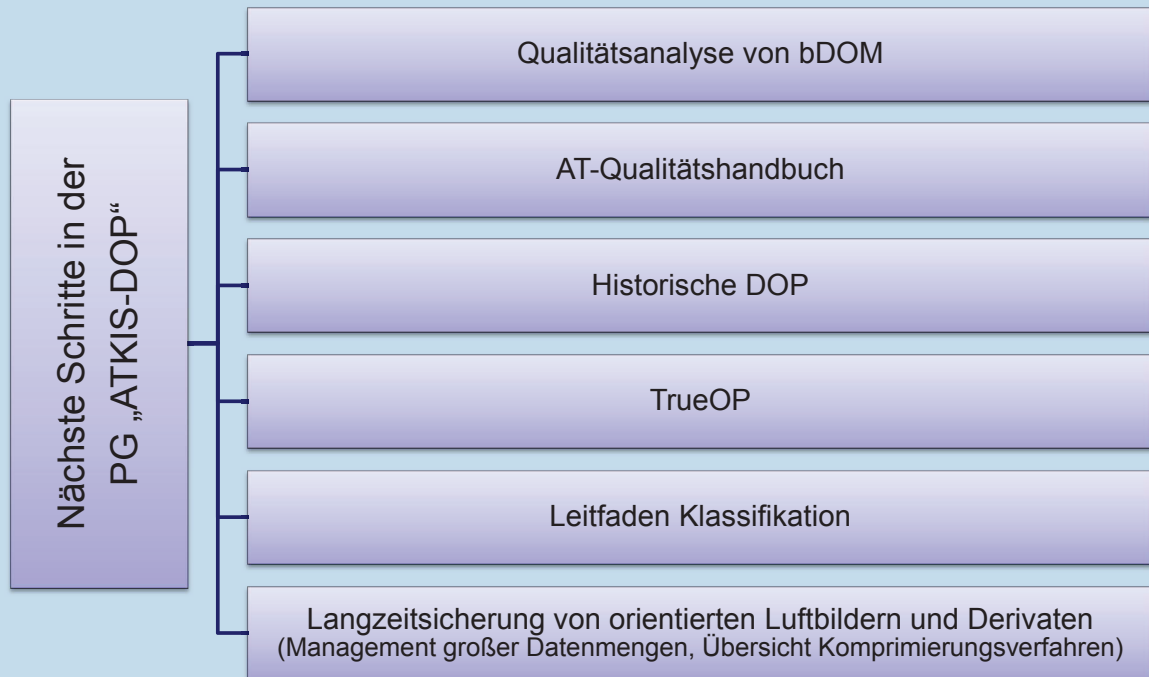 Nächste Schritte in der
PG „ATKIS-DOP“
Qualitätsanalyse von bDOM
AT-Qualitätshandbuch
Historische DOP
TrueOP
Leitfaden Klassifikation
Langzeitsicherung von orientierten Luftbildern und Derivaten
(Management großer Datenmengen, Übersicht Komprimierungsverfahren)